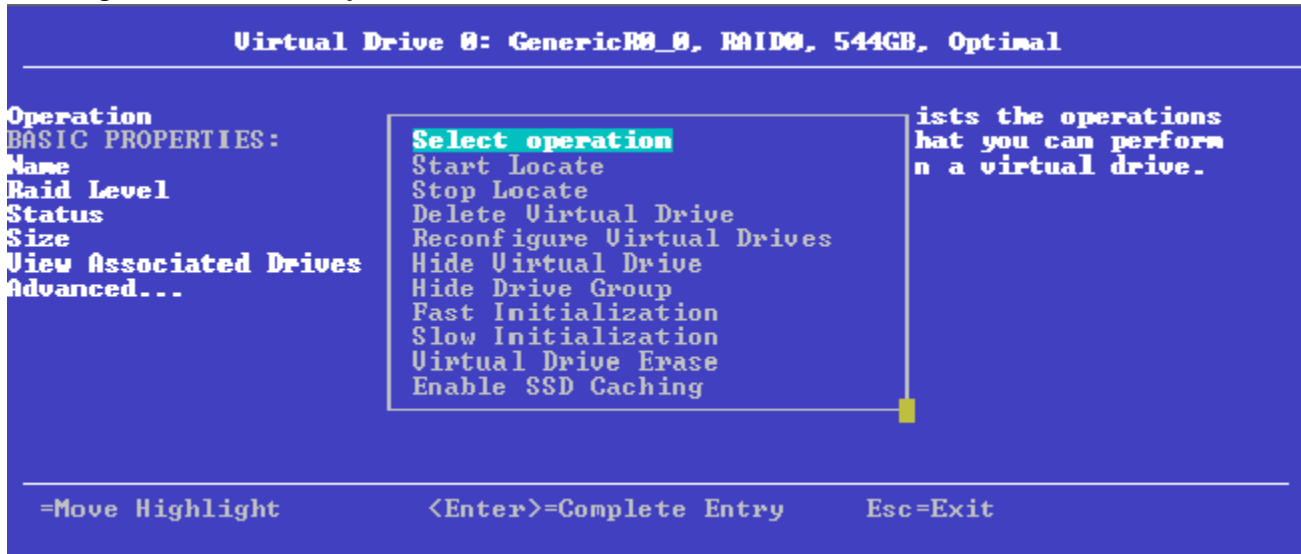 Virtual Drive 0: GenericR0_0, RAID0, 544GB, Optimal
Operation
BASIC PROPERTIES:
Name
Raid Level
Status
Size
View Associated Drives
Advanced...
Select operation
Start Locate
Stop Locate
Delete Virtual Drive
Reconfigure Virtual Drives
Hide Virtual Drive
Hide Drive Group
Fast Initialization
Slow Initialization
Virtual Drive Erase
Enable SSD Caching
ists the operations
hat you can perform
n a virtual drive.
=Move Highlight
<Enter>=Complete Entry
Esc=Exit